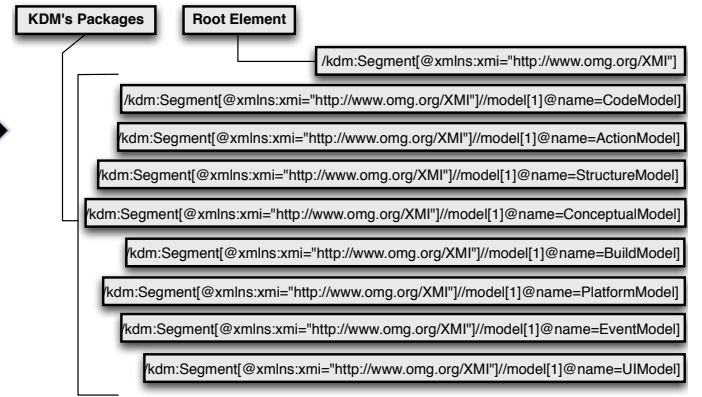 KDM's Packages
Root Element
/kdm:Segment[@xmlns:xmi="http://www.omg.org/XMI"]
/kdm:Segment[@xmlns:xmi="http://www.omg.org/XMI"]//model[1]@name=CodeModel]
/kdm:Segment[@xmlns:xmi="http://www.omg.org/XMI"]//model[1]@name=ActionModel]
/kdm:Segment[@xmlns:xmi="http://www.omg.org/XMI"]//model[1]@name=StructureModel]
/kdm:Segment[@xmlns:xmi="http://www.omg.org/XMI"]//model[1]@name=ConceptualModel]
/kdm:Segment[@xmlns:xmi="http://www.omg.org/XMI"]//model[1]@name=BuildModel]
/kdm:Segment[@xmlns:xmi="http://www.omg.org/XMI"]//model[1]@name=PlatformModel]
/kdm:Segment[@xmlns:xmi="http://www.omg.org/XMI"]//model[1]@name=EventModel]
/kdm:Segment[@xmlns:xmi="http://www.omg.org/XMI"]//model[1]@name=UIModel]